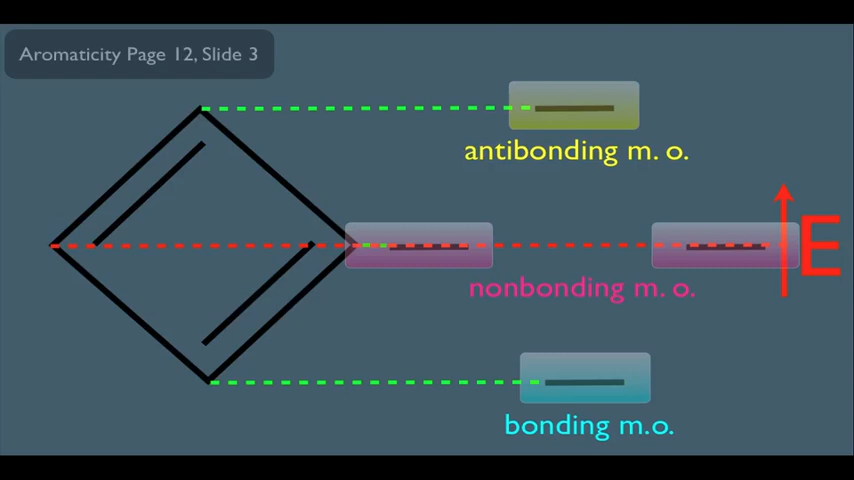 Aromaticity Page 12, Slide 3
antibonding m. o.
E
nonbonding m. o.
bonding m.o.